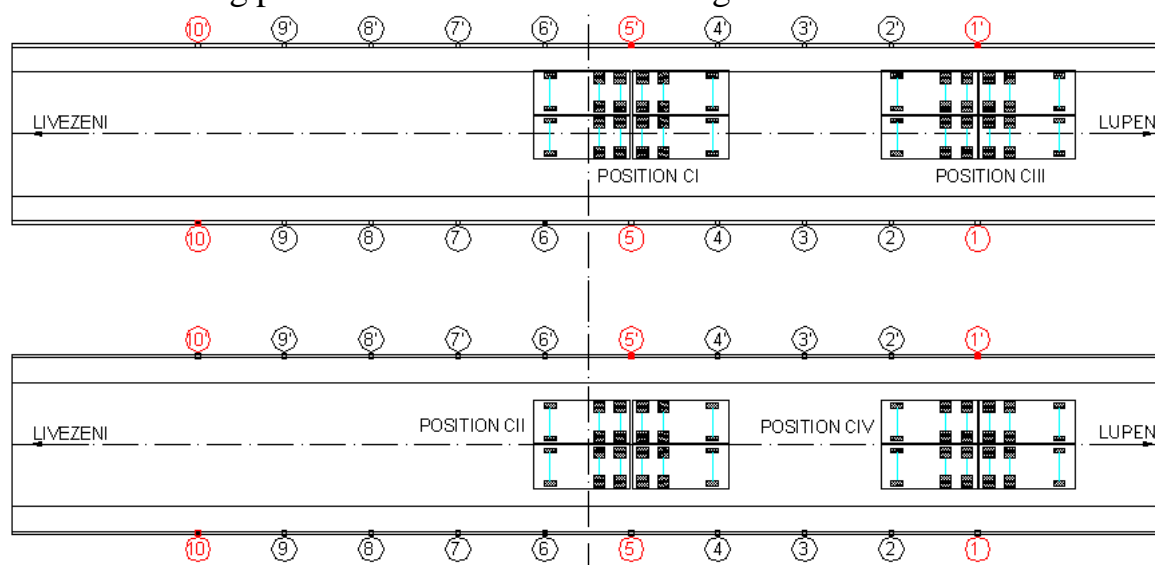 10' 9' 8' 7' 6' 5' 4' 3' 2' 1'
LIVEZENI LUPEN
POSITION CI POSITION CIII
10 9 8 7 6 5 4 3 2 1
10' 9' 8' 7' 6' 5' 4' 3' 2' 1'
POSITION CII POSITION CIV
LIVEZENI LUPEN
10 9 8 7 6 5 4 3 2 1